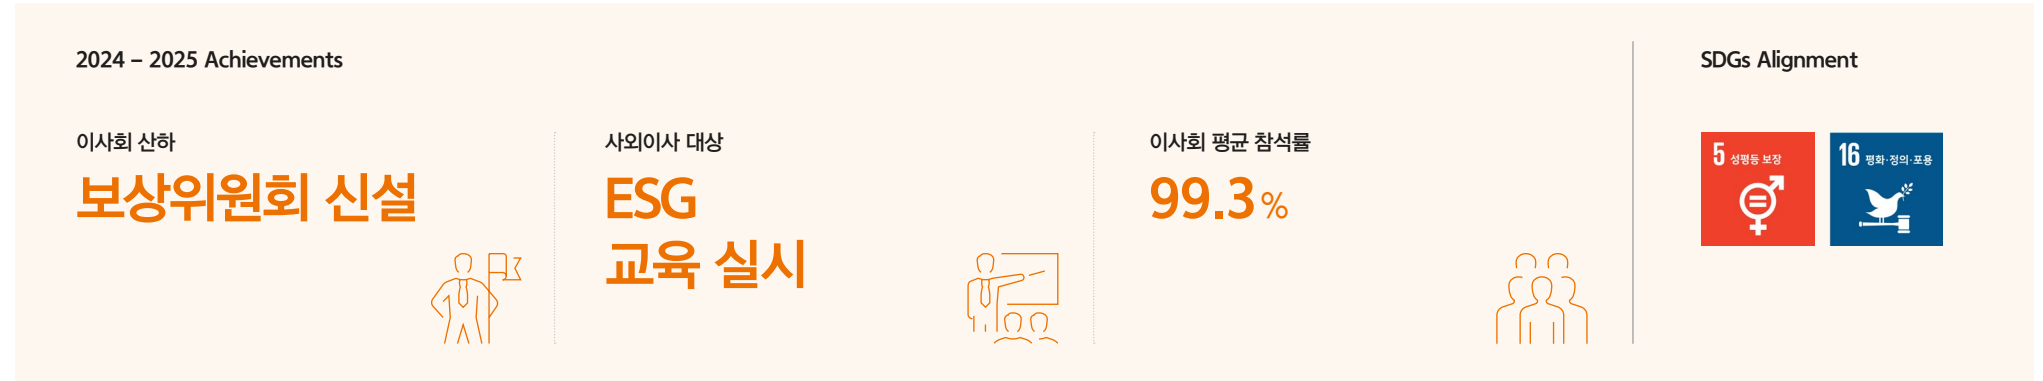 2024 – 2025 Achievements
이사회 산하
보상위원회 신설
사외이사 대상
ESG
교육 실시
이사회 평균 참석률
99.3 %
SDGs Alignment
5 성평등 보장
16 평화·정의·포용